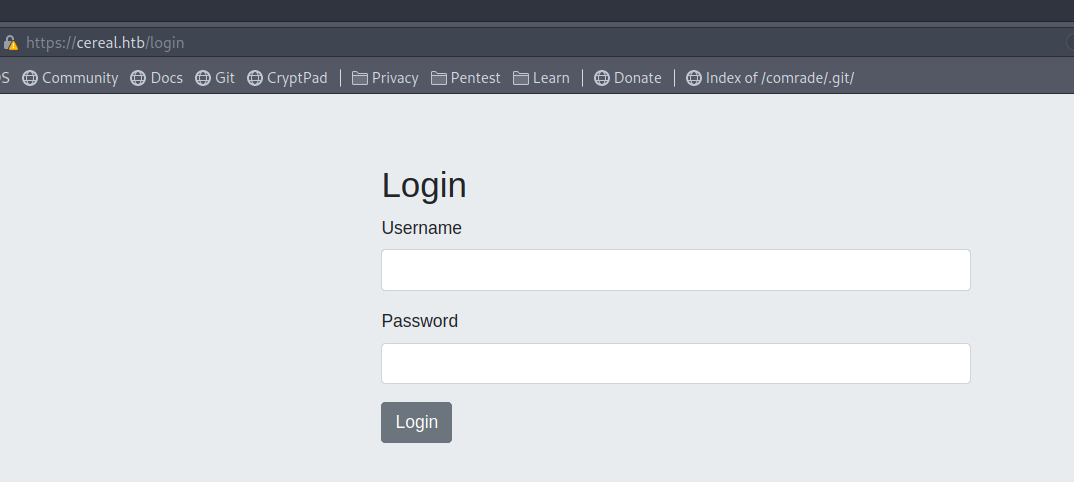 https://cereal.htb/login
S Community Docs Git CryptPad Privacy Pentest Learn Donate Index of /comrade/.git/
Login
Username
Password
Login